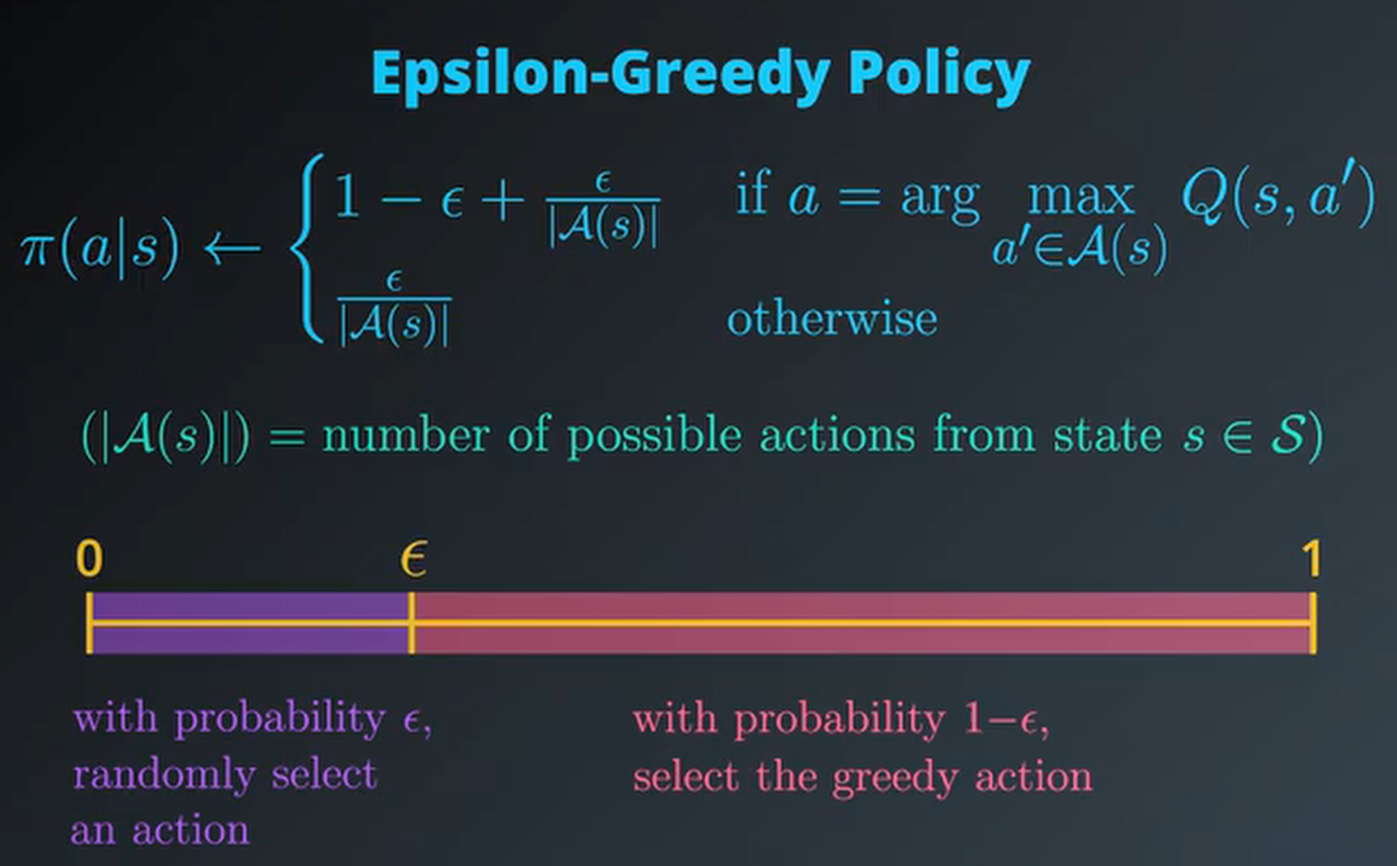 Epsilon-Greedy Policy
π(a|s) ← { 1 − ϵ + ϵ/|𝒜(s)| if a = arg max_{a′∈𝒜(s)} Q(s, a′)
ϵ/|𝒜(s)| otherwise
(|𝒜(s)|) = number of possible actions from state s ∈ 𝒮)
0 ϵ 1
with probability ϵ,
randomly select
an action
with probability 1−ϵ,
select the greedy action